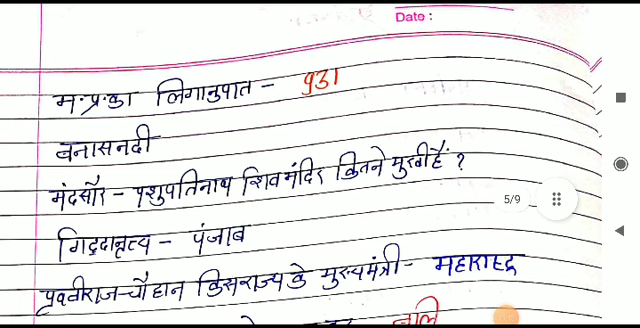 Date :
म.प्र.का लिंगानुपात - 931
बनासनदी
मंदसौर - पशुपतिनाथ शिवमंदिर कितने मुखीहैं ?
5/9
गिद्दानृत्य - पंजाब
पृथ्वीराज-चौहान किसराज्य के मुख्यमंत्री - महाराष्ट्र